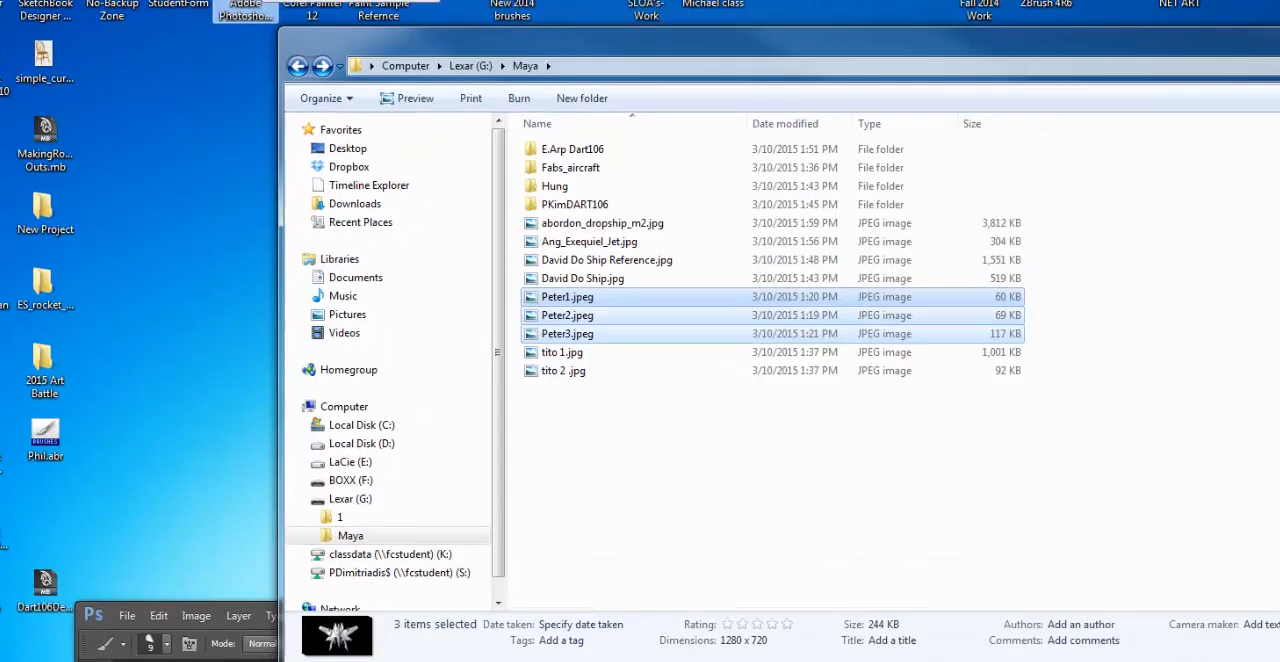 SketchBook
Designer ...
No-Backup
Zone
StudentForm
Adobe
Photosho...
Corel Painter
12
Paint Sample
Refernce
New 2014
brushes
SLOA's-
Work
Michael class
Fall 2014
Work
ZBrush 4R6
NET ART
simple_cur...
10
MakingRo...
Outs.mb
New Project
ES_rocket_...
2015 Art
Battle
BRUSHES
Phil.abr
Dart106De...
Computer Lexar (G:) Maya
Organize Preview Print Burn New folder
Favorites
Desktop
Dropbox
Timeline Explorer
Downloads
Recent Places
Libraries
Documents
Music
Pictures
Videos
Homegroup
Computer
Local Disk (C:)
Local Disk (D:)
LaCie (E:)
BOXX (F:)
Lexar (G:)
1
Maya
classdata (\\fcstudent) (K:)
PDimitriadis$ (\\fcstudent) (S:)
Network
Name Date modified Type Size
E.Arp Dart106 3/10/2015 1:51 PM File folder
Fabs_aircraft 3/10/2015 1:36 PM File folder
Hung 3/10/2015 1:43 PM File folder
PKimDART106 3/10/2015 1:45 PM File folder
abordon_dropship_m2.jpg 3/10/2015 1:59 PM JPEG image 3,812 KB
Ang_Exequiel_Jet.jpg 3/10/2015 1:56 PM JPEG image 304 KB
David Do Ship Reference.jpg 3/10/2015 1:48 PM JPEG image 1,551 KB
David Do Ship.jpg 3/10/2015 1:43 PM JPEG image 519 KB
Peter1.jpeg 3/10/2015 1:20 PM JPEG image 60 KB
Peter2.jpeg 3/10/2015 1:19 PM JPEG image 69 KB
Peter3.jpeg 3/10/2015 1:21 PM JPEG image 117 KB
tito 1.jpg 3/10/2015 1:37 PM JPEG image 1,001 KB
tito 2 .jpg 3/10/2015 1:37 PM JPEG image 92 KB
3 items selected Date taken: Specify date taken Rating: Size: 244 KB Authors: Add an author Camera maker: Add text
Tags: Add a tag Dimensions: 1280 x 720 Title: Add a title Comments: Add comments
Ps File Edit Image Layer Ty
9 Mode: Normal